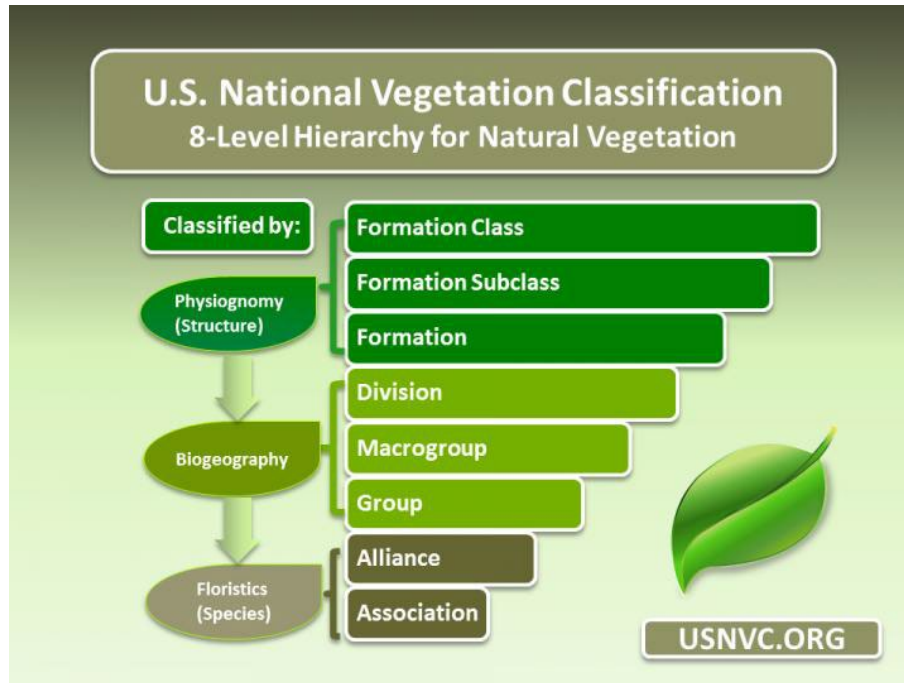 U.S. National Vegetation Classification
8-Level Hierarchy for Natural Vegetation
Classified by:
Formation Class
Formation Subclass
Physiognomy
(Structure)
Formation
Division
Biogeography
Macrogroup
Group
Alliance
Floristics
(Species)
Association
USNVC.ORG